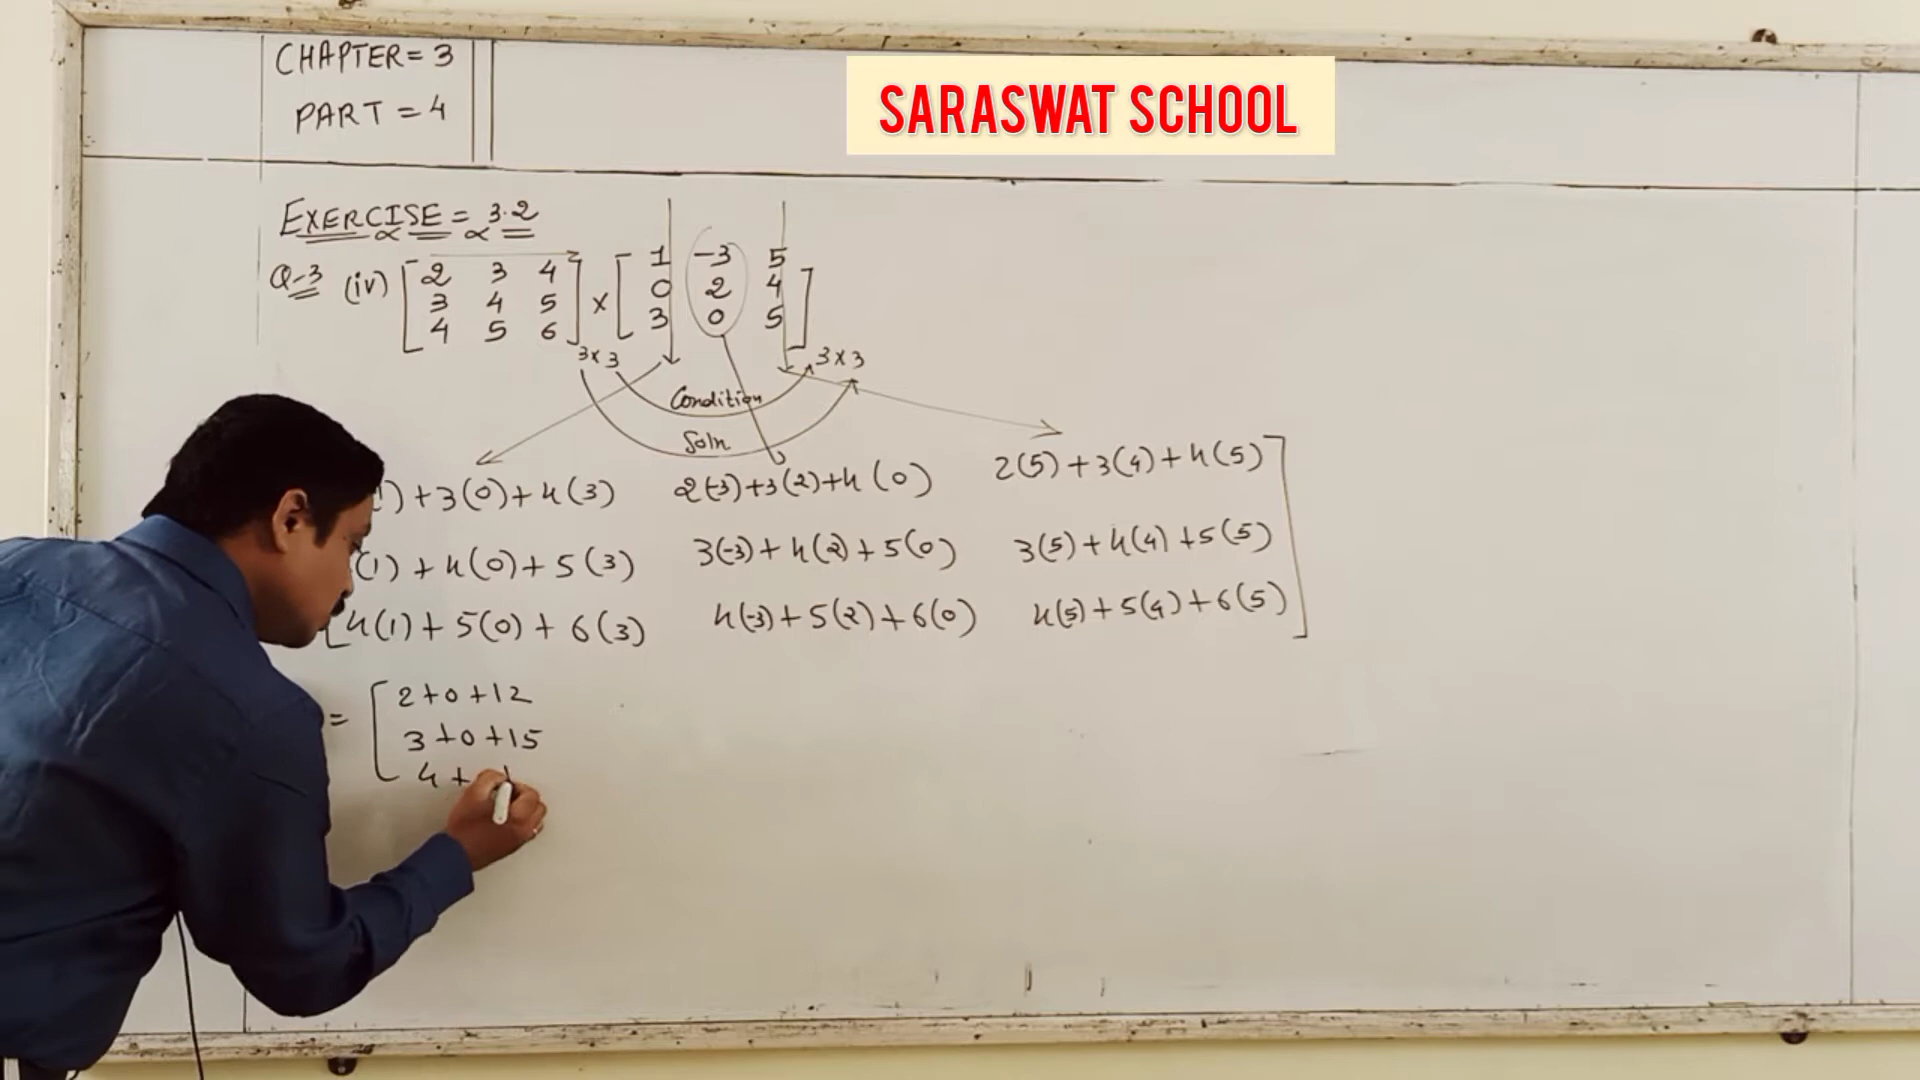 CHAPTER = 3
PART = 4
SARASWAT SCHOOL
EXERCISE = 3.2
Q-3 (iv) [2 3 4] × [1 -3 5]
3 4 5 0 2 4
4 5 6 3 0 5
3×3 3×3
Condition
Soln
1) + 3(0) + 4(3) 2(-3) + 3(2) + 4(0) 2(5) + 3(4) + 4(5)
(1) + 4(0) + 5(3) 3(-3) + 4(2) + 5(0) 3(5) + 4(4) + 5(5)
4(1) + 5(0) + 6(3) 4(-3) + 5(2) + 6(0) 4(5) + 5(4) + 6(5)
= [2 + 0 + 12
3 + 0 + 15
4 +